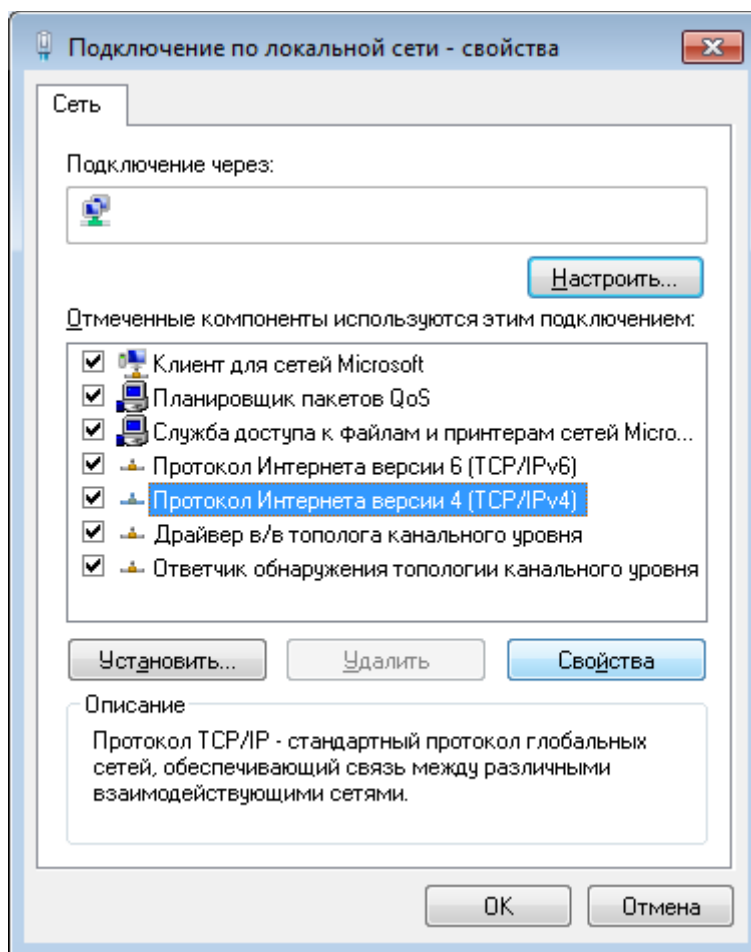 Подключение по локальной сети - свойства
Сеть
Подключение через:
Настроить...
Отмеченные компоненты используются этим подключением:
Клиент для сетей Microsoft
Планировщик пакетов QoS
Служба доступа к файлам и принтерам сетей Micro...
Протокол Интернета версии 6 (TCP/IPv6)
Протокол Интернета версии 4 (TCP/IPv4)
Драйвер в/в тополога канального уровня
Ответчик обнаружения топологии канального уровня
Установить...
Удалить
Свойства
Описание
Протокол TCP/IP - стандартный протокол глобальных
сетей, обеспечивающий связь между различными
взаимодействующими сетями.
OK
Отмена